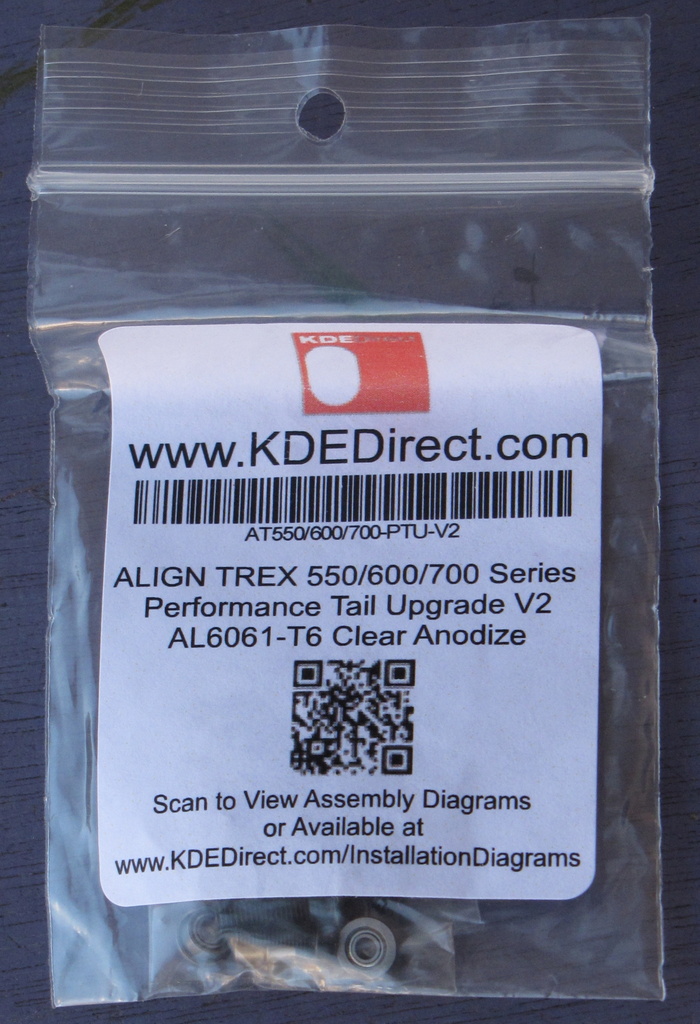 KDEDirect
www.KDEDirect.com
AT550/600/700-PTU-V2
ALIGN TREX 550/600/700 Series
Performance Tail Upgrade V2
AL6061-T6 Clear Anodize
Scan to View Assembly Diagrams
or Available at
www.KDEDirect.com/InstallationDiagrams